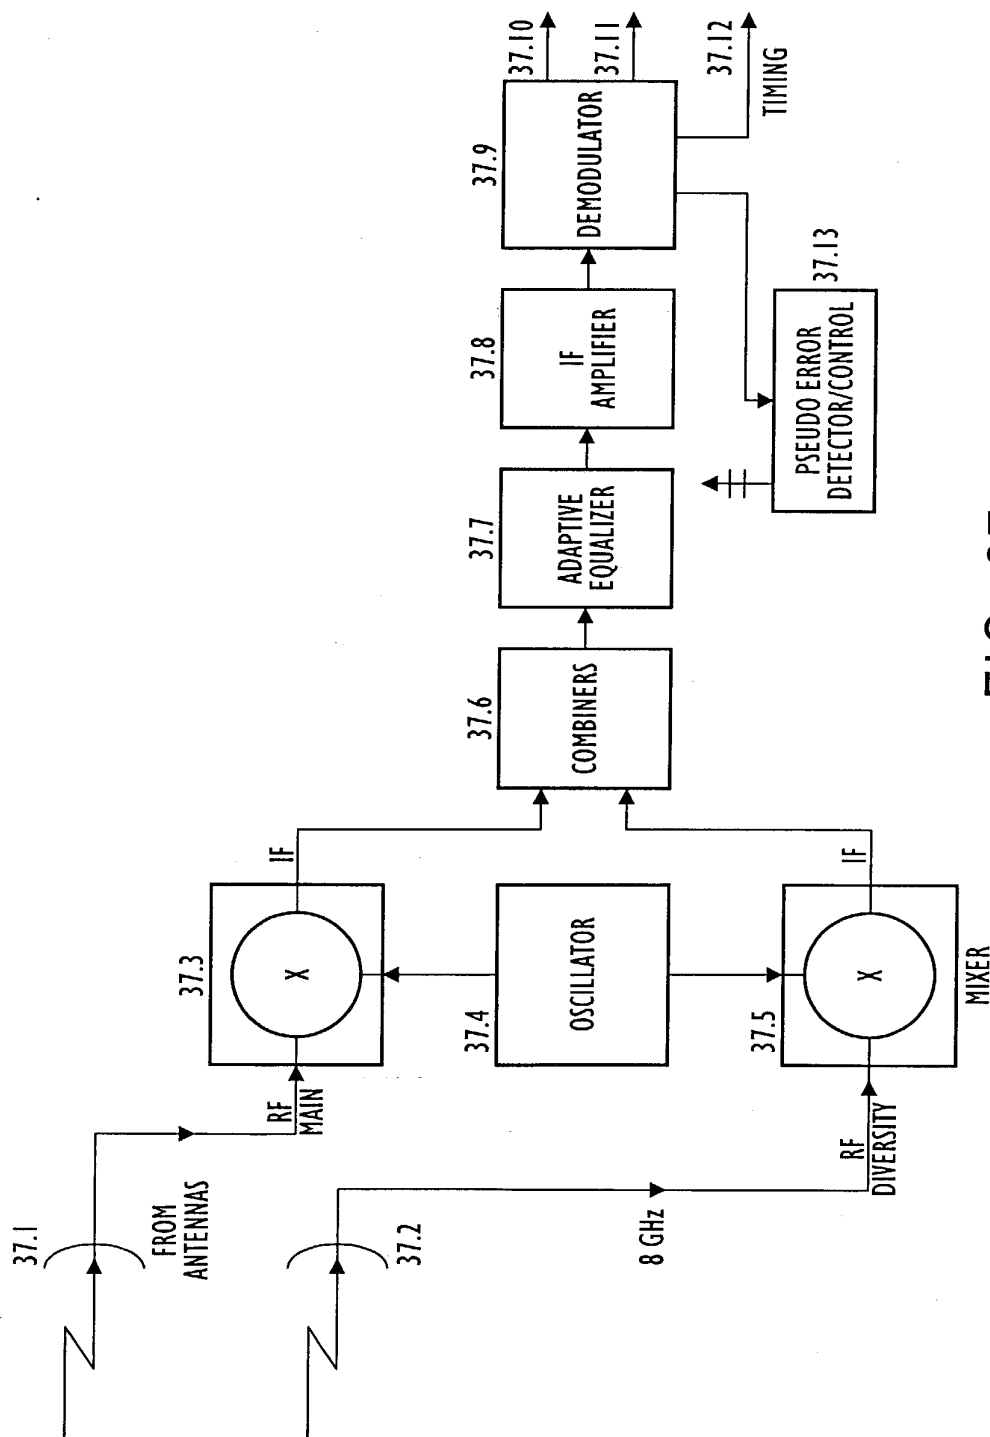 37.1
FROM
ANTENNAS
37.2
8 GHz
RF
MAIN
RF
DIVERSITY
37.3
X
IF
37.4
OSCILLATOR
37.5
X
IF
MIXER
37.6
COMBINERS
37.7
ADAPTIVE
EQUALIZER
37.8
IF
AMPLIFIER
37.9
DEMODULATOR
37.10
37.11
37.12
TIMING
37.13
PSEUDO ERROR
DETECTOR/CONTROL